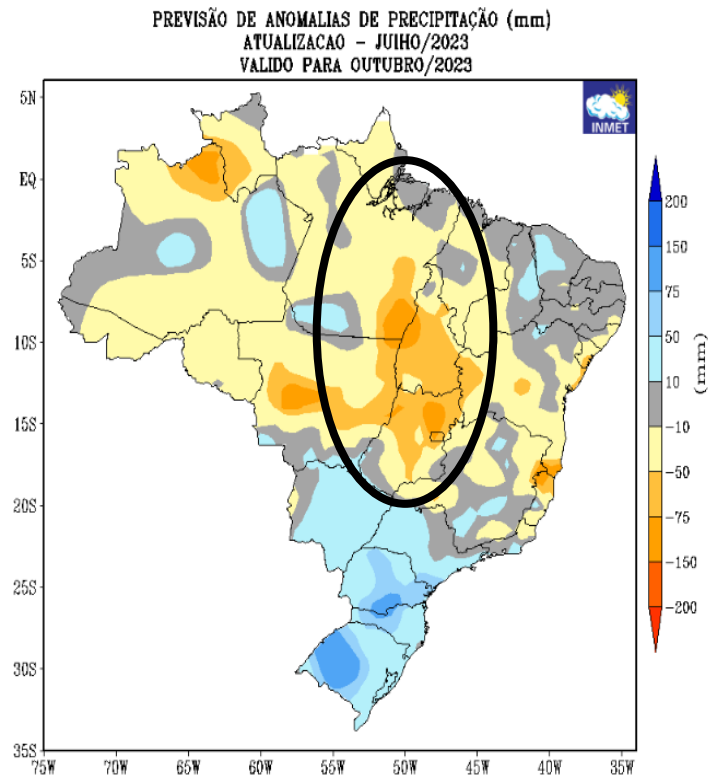 PREVISÃO DE ANOMALIAS DE PRECIPITAÇÃO (mm)
ATUALIZACAO - JUlHO/2023
VALIDO PARA OUTUBRO/2023
INMET
5N
EQ
5S
10S
15S
20S
25S
30S
35S
75W 70W 65W 60W 55W 50W 45W 40W 35W
200
150
75
50
10
-10
-50
-75
-150
-200
(mm)